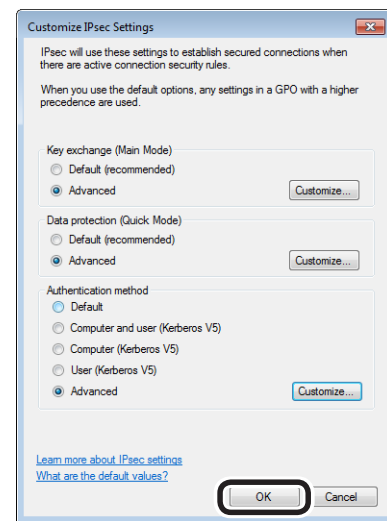 Customize IPsec Settings
IPsec will use these settings to establish secured connections when
there are active connection security rules.
When you use the default options, any settings in a GPO with a higher
precedence are used.
Key exchange (Main Mode)
Default (recommended)
Advanced
Customize...
Data protection (Quick Mode)
Default (recommended)
Advanced
Customize...
Authentication method
Default
Computer and user (Kerberos V5)
Computer (Kerberos V5)
User (Kerberos V5)
Advanced
Customize...
Learn more about IPsec settings
What are the default values?
OK
Cancel